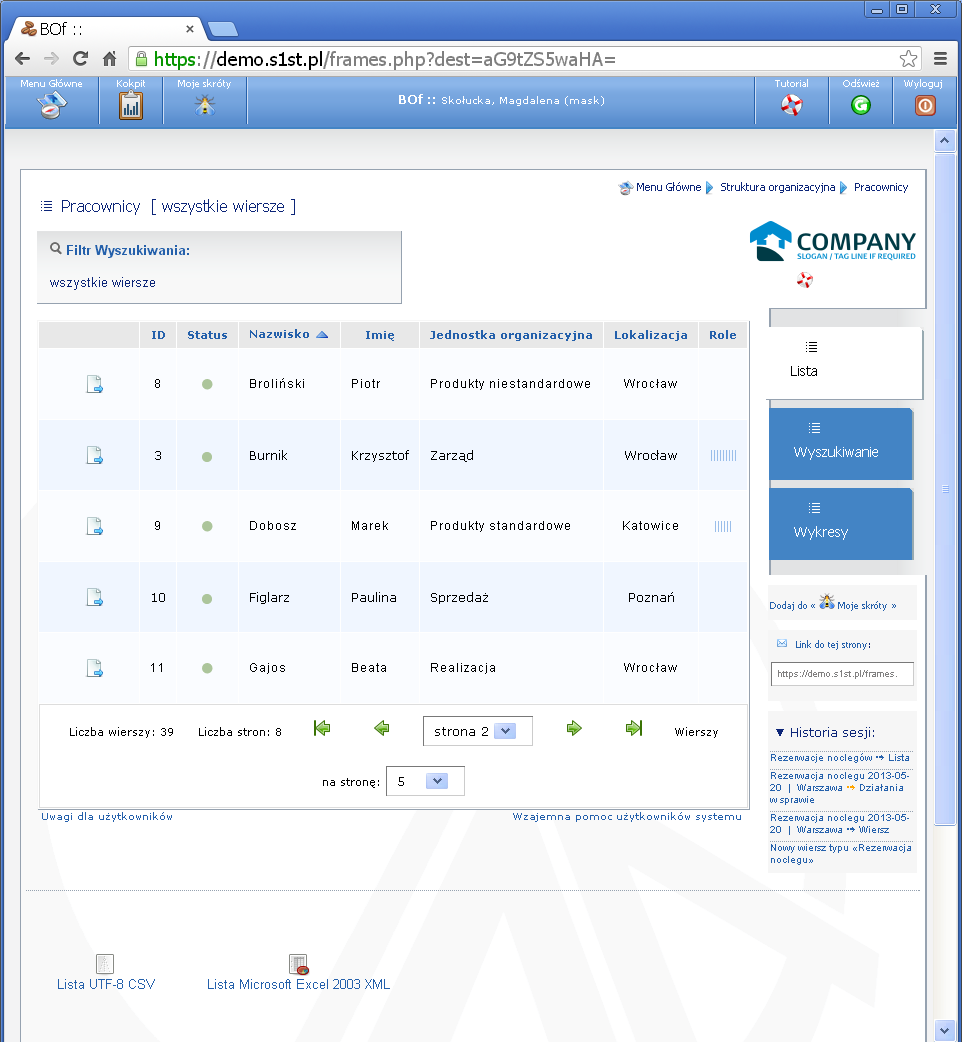 BOf ::
https://demo.s1st.pl/frames.php?dest=aG9tZS5waHA=
Menu Główne
Kokpit
Moje skróty
BOf :: Skołucka, Magdalena (mask)
Tutorial
Odśwież
Wyloguj
Menu Główne Struktura organizacyjna Pracownicy
Pracownicy [ wszystkie wiersze ]
Filtr Wyszukiwania:
wszystkie wiersze
COMPANY
SLOGAN / TAG LINE IF REQUIRED
ID Status Nazwisko Imię Jednostka organizacyjna Lokalizacja Role
8 Broliński Piotr Produkty niestandardowe Wrocław
3 Burnik Krzysztof Zarząd Wrocław
9 Dobosz Marek Produkty standardowe Katowice
10 Figlarz Paulina Sprzedaż Poznań
11 Gajos Beata Realizacja Wrocław
Liczba wierszy: 39 Liczba stron: 8 strona 2 Wierszy
na stronę: 5
Uwagi dla użytkowników
Wzajemna pomoc użytkowników systemu
Lista
Wyszukiwanie
Wykresy
Dodaj do « Moje skróty »
Link do tej strony:
https://demo.s1st.pl/frames.
▼ Historia sesji:
Rezerwacje noclegów ➙ Lista
Rezerwacja noclegu 2013-05-
20 | Warszawa ➙ Działania
w sprawie
Rezerwacja noclegu 2013-05-
20 | Warszawa ➙ Wiersz
Nowy wiersz typu «Rezerwacja
noclegu»
Lista UTF-8 CSV
Lista Microsoft Excel 2003 XML